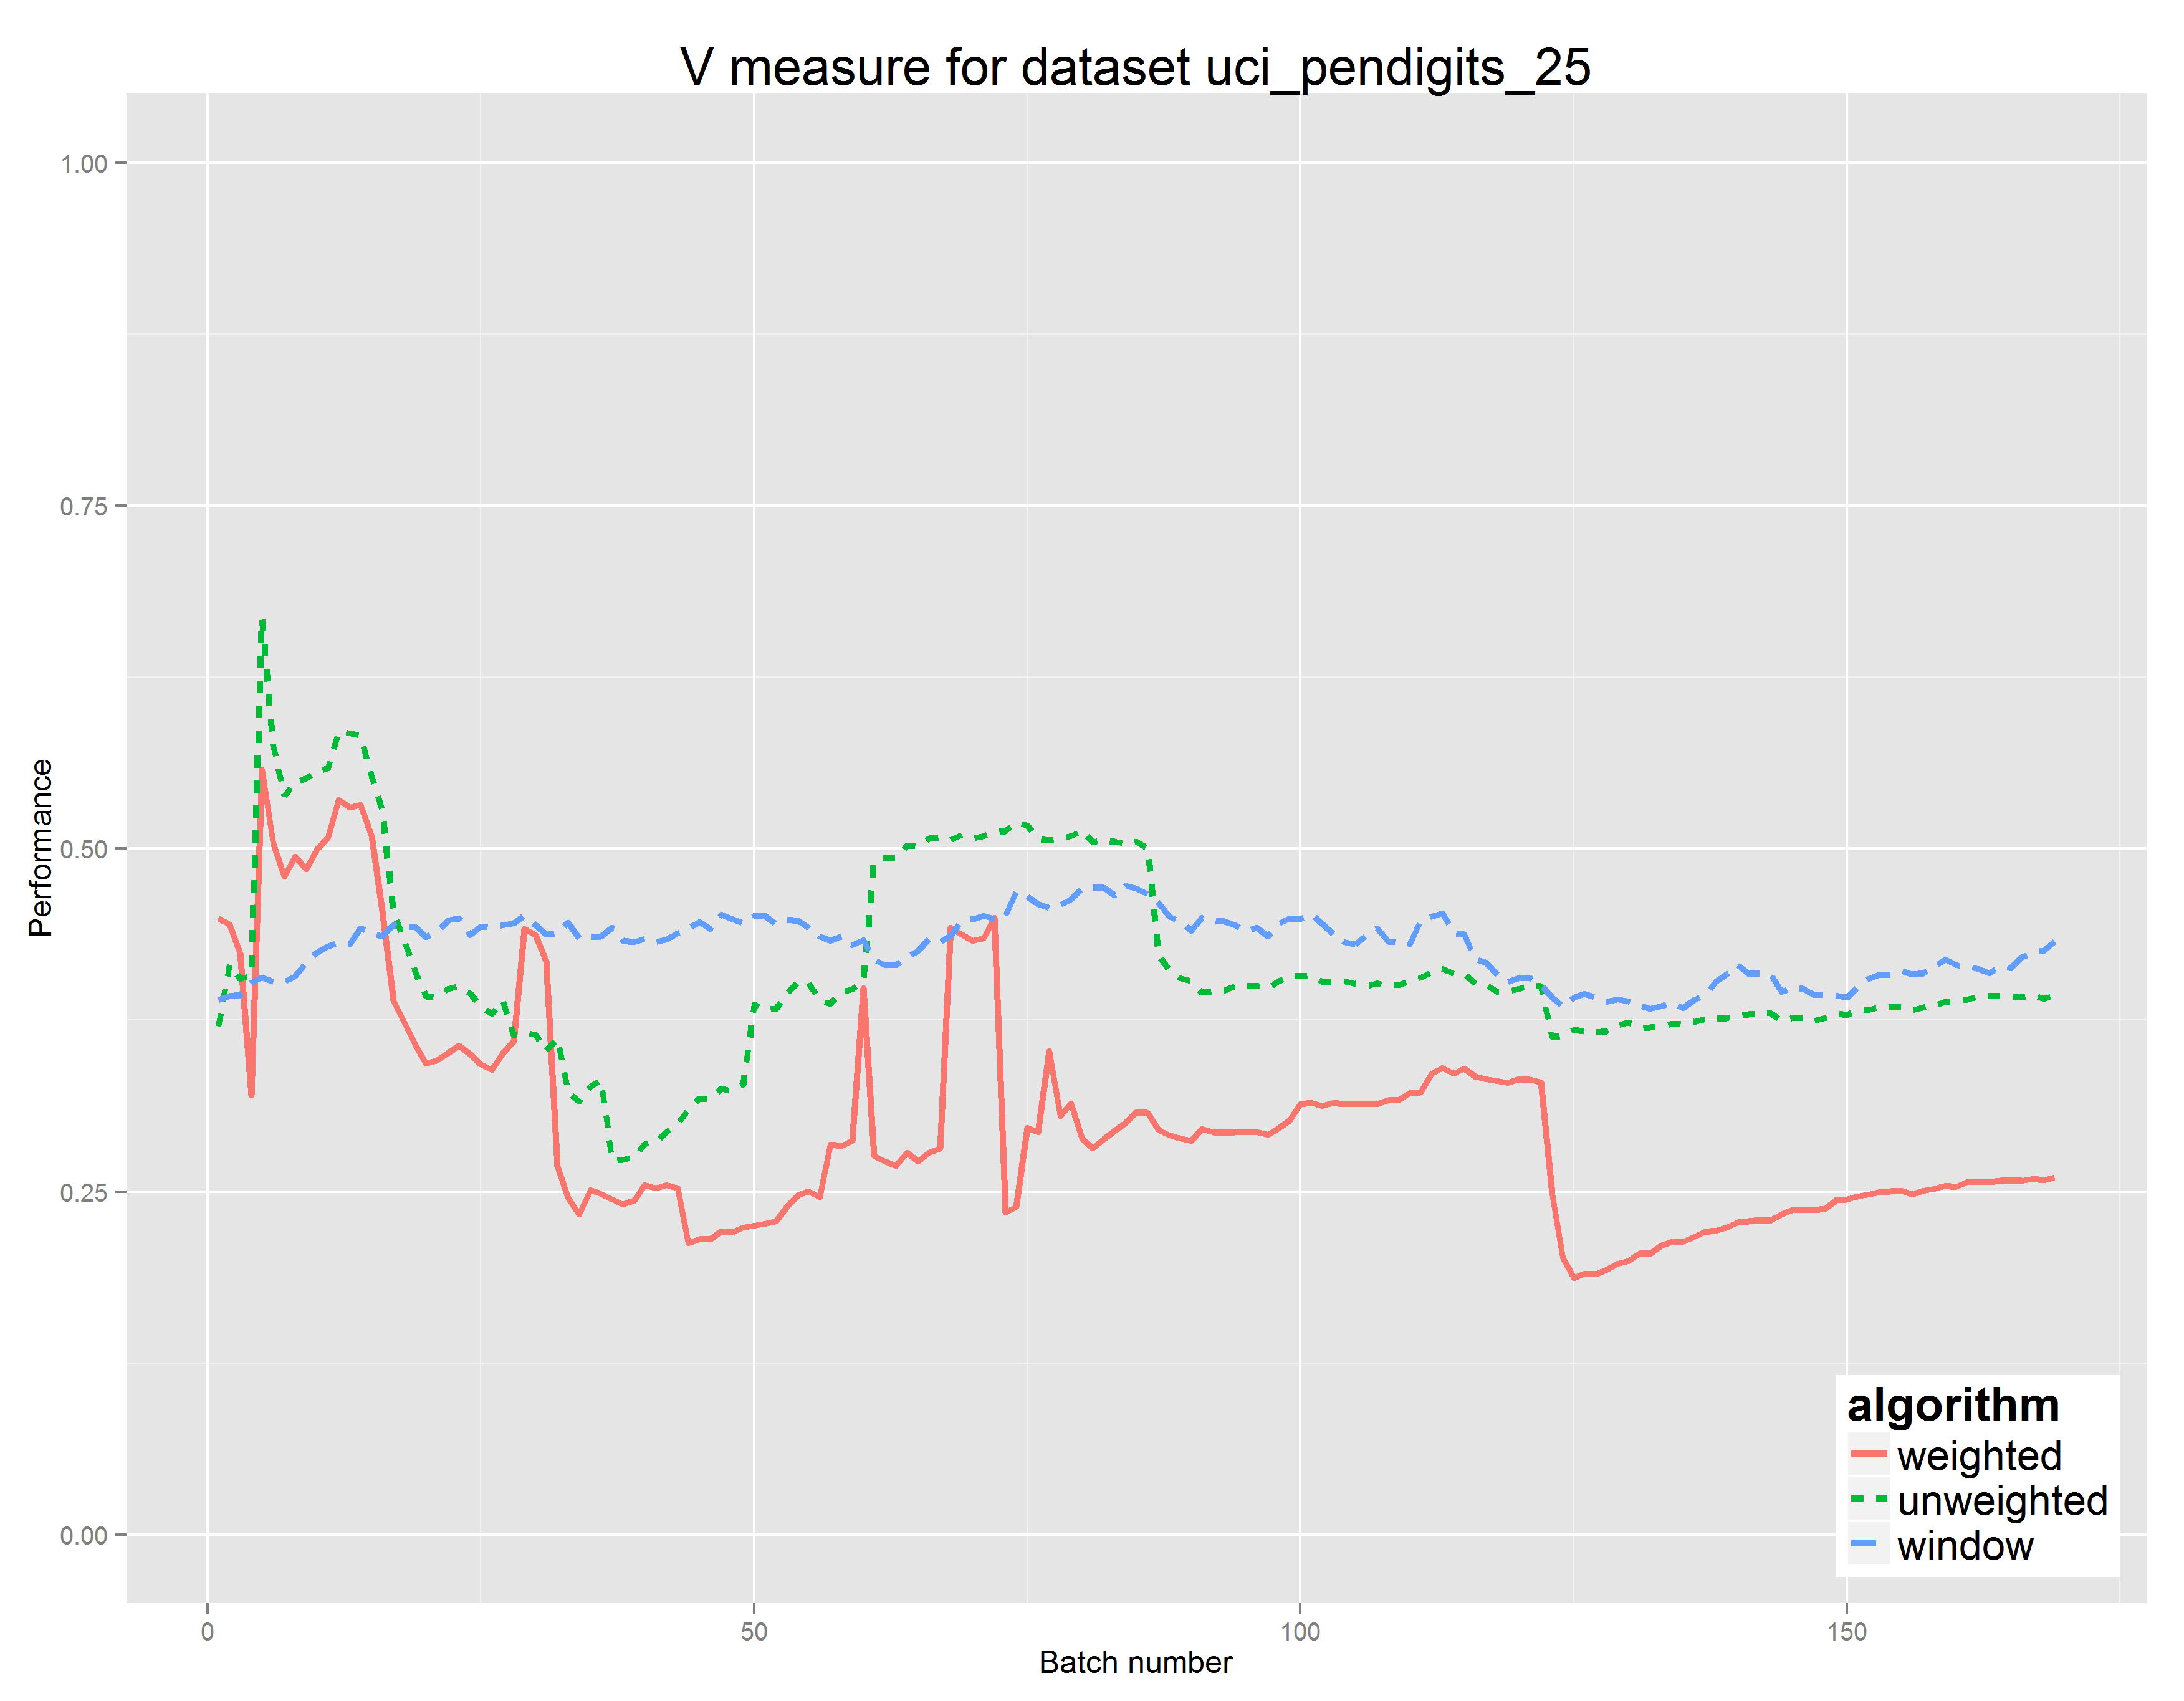 V measure for dataset uci_pendigits_25
1.00
0.75
0.50
0.25
0.00
Performance
0
50
100
150
Batch number
algorithm
weighted
unweighted
window